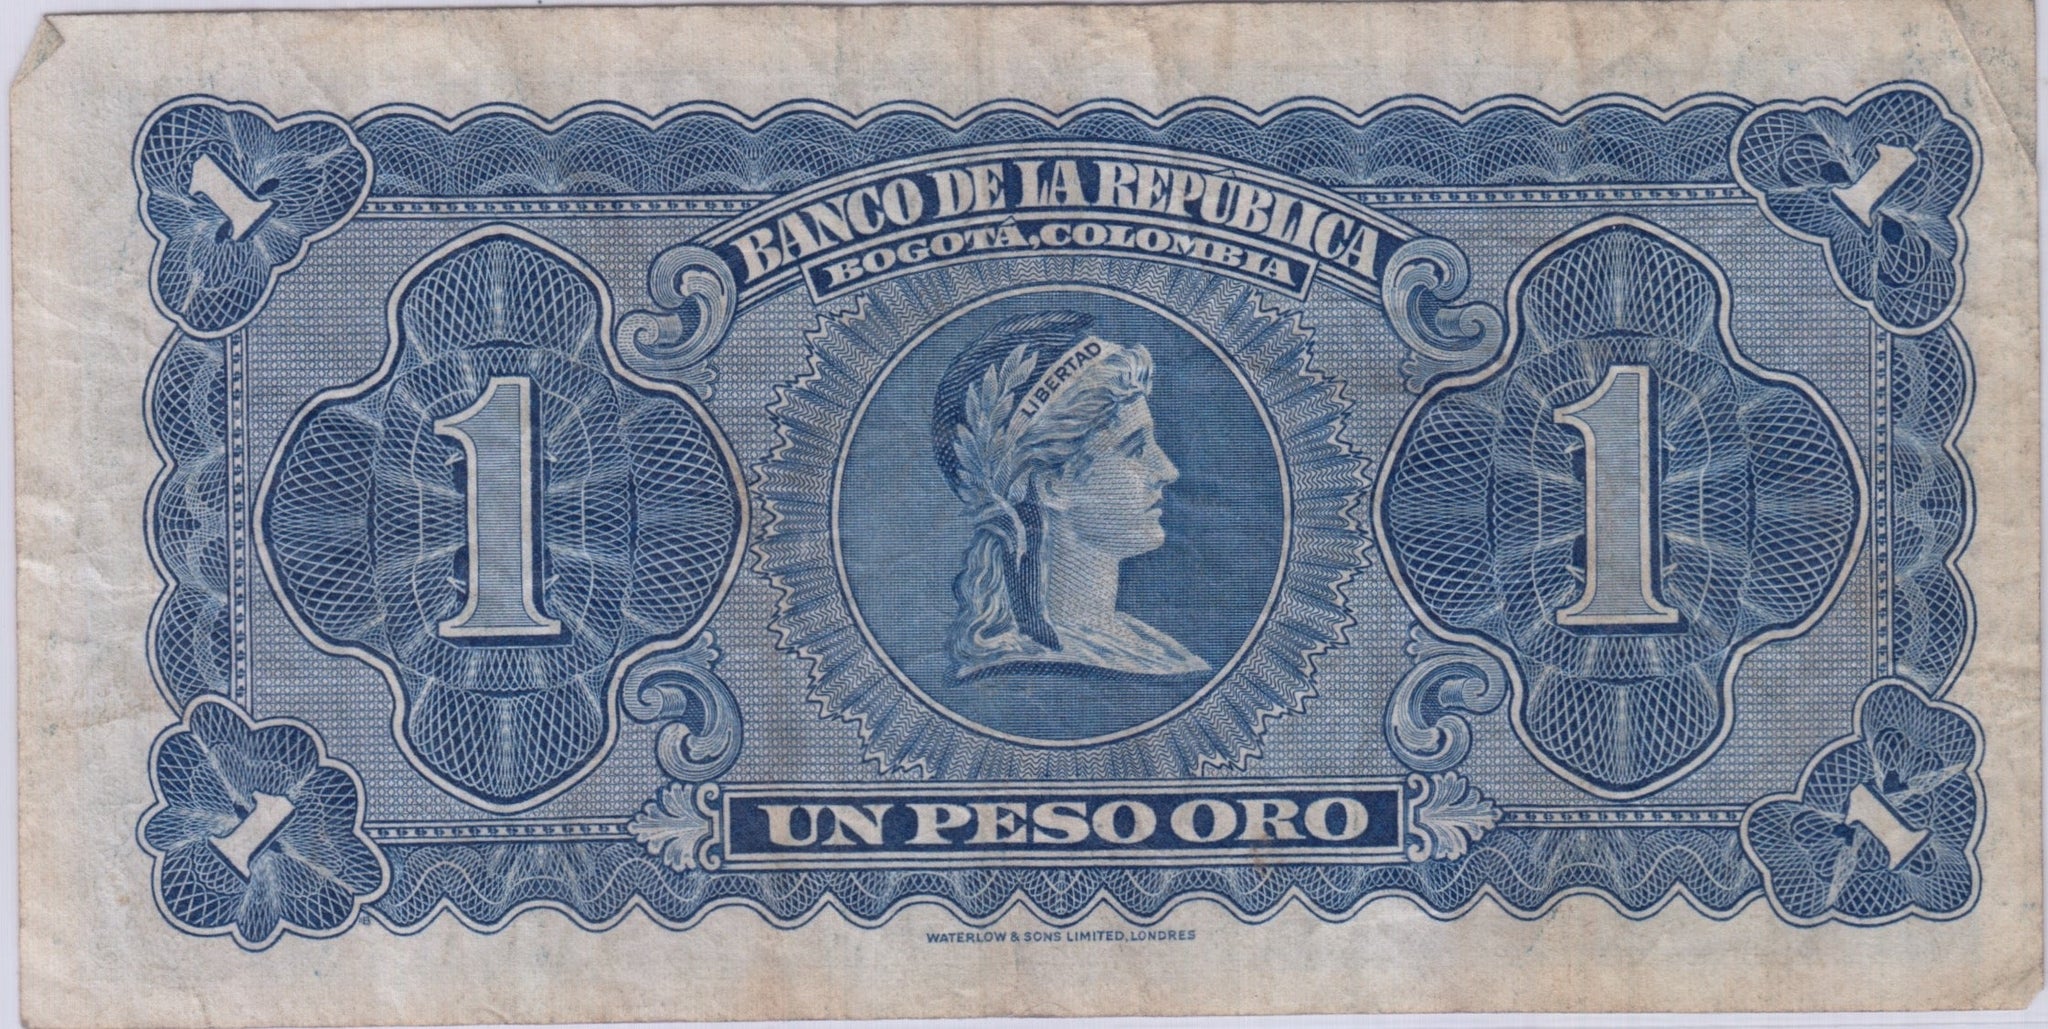 1
1
BANCO DE LA REPÚBLICA
BOGOTÁ, COLOMBIA
LIBERTAD
1
1
UN PESO ORO
1
1
WATERLOW & SONS LIMITED, LONDRES